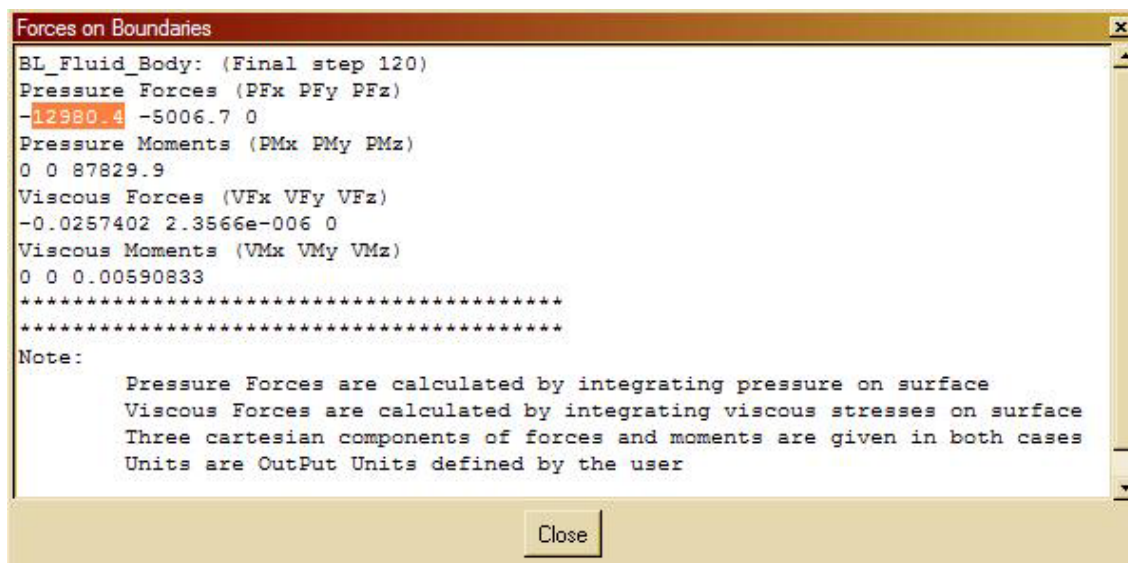 Forces on Boundaries
BL_Fluid_Body: (Final step 120)
Pressure Forces (PFx PFy PFz)
-12980.4 -5006.7 0
Pressure Moments (PMx PMy PMz)
0 0 87829.9
Viscous Forces (VFx VFy VFz)
-0.0257402 2.3566e-006 0
Viscous Moments (VMx VMy VMz)
0 0 0.00590833
*****************************************
*****************************************
Note:
Pressure Forces are calculated by integrating pressure on surface
Viscous Forces are calculated by integrating viscous stresses on surface
Three cartesian components of forces and moments are given in both cases
Units are OutPut Units defined by the user
Close